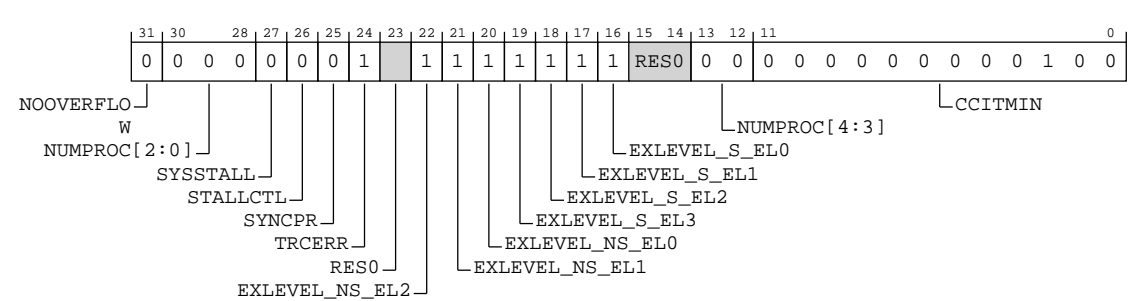 31 30 28 27 26 25 24 23 22 21 20 19 18 17 16 15 14 13 12 11 0
0 0 0 0 0 0 0 1 1 1 1 1 1 1 1 RES0 0 0 0 0 0 0 0 0 0 0 0 1 0 0
NOOVERFLO CCITMIN
W NUMPROC[4:3]
NUMPROC[2:0] EXLEVEL_S_EL0
SYSSTALL EXLEVEL_S_EL1
STALLCTL EXLEVEL_S_EL2
SYNCPR EXLEVEL_S_EL3
TRCERR EXLEVEL_NS_EL0
RES0 EXLEVEL_NS_EL1
EXLEVEL_NS_EL2